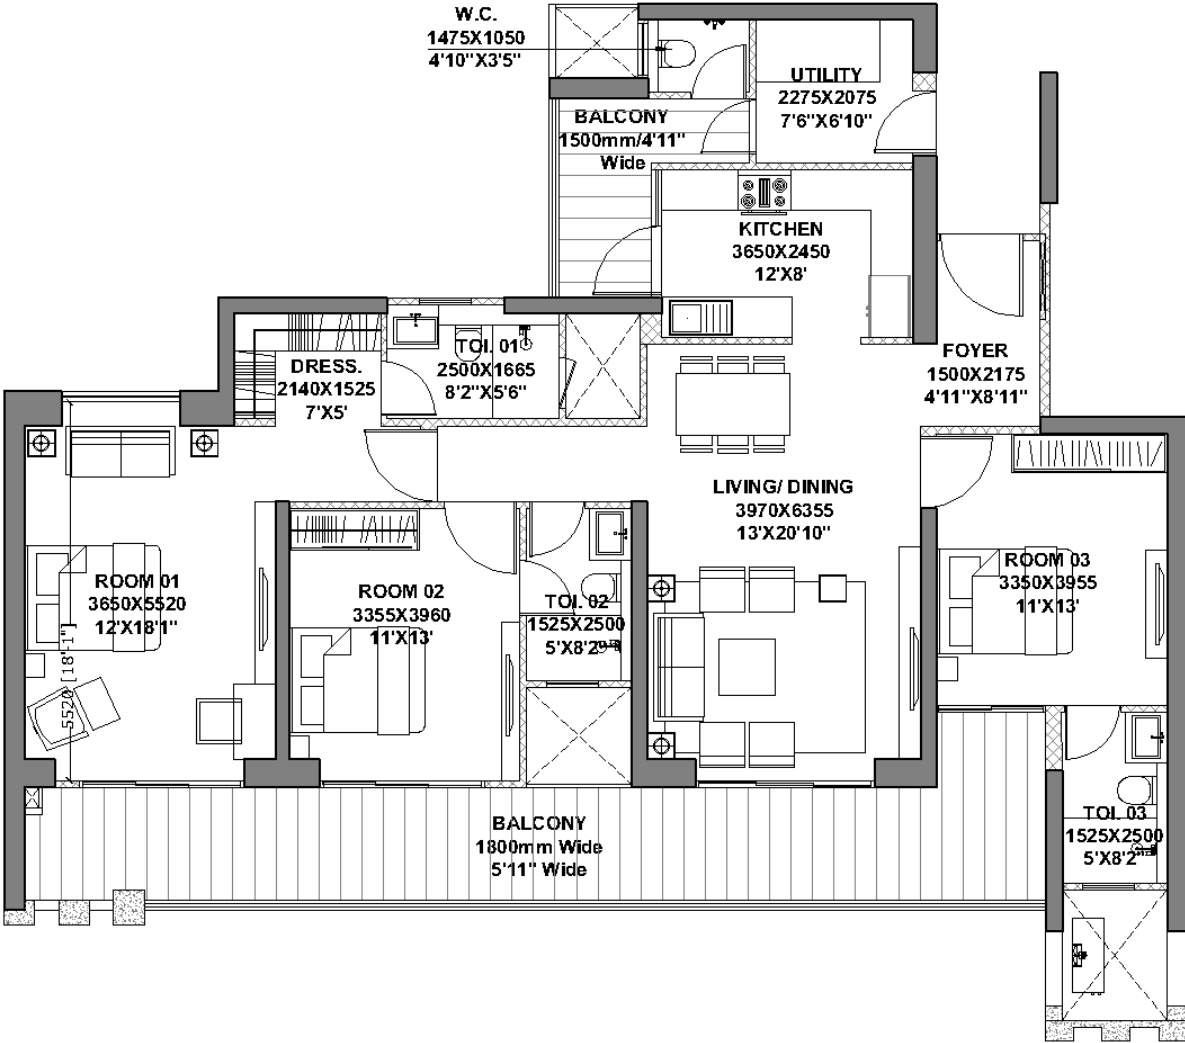 W.C.
1475X1050
4'10"X3'5"
UTILITY
2275X2075
7'6"X6'10"
BALCONY
1500mm/4'11"
Wide
KITCHEN
3650X2450
12'X8'
FOYER
1500X2175
4'11"X8'11"
TOI. 01
2500X1665
8'2"X5'6"
DRESS.
2140X1525
7'X5'
LIVING/ DINING
3970X6355
13'X20'10"
ROOM 01
3650X5520
12'X18'1"
5520 [18'-1"]
ROOM 02
3355X3960
11'X13'
TOI. 02
1525X2500
5'X8'2"
ROOM 03
3350X3955
11'X13'
BALCONY
1800mm Wide
5'11" Wide
TOI. 03
1525X2500
5'X8'2"